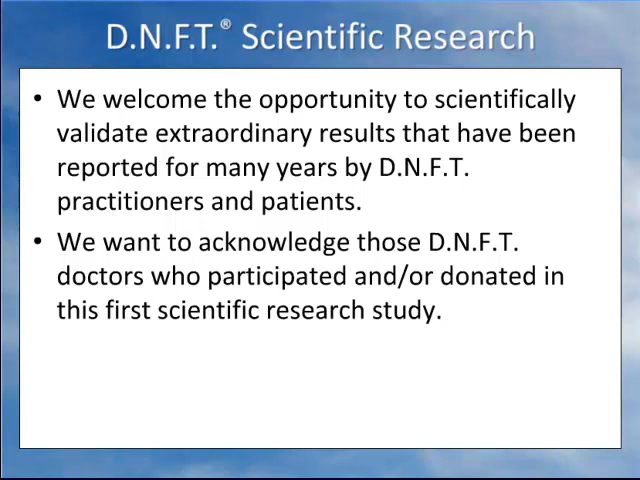 D.N.F.T.® Scientific Research
• We welcome the opportunity to scientifically
validate extraordinary results that have been
reported for many years by D.N.F.T.
practitioners and patients.
• We want to acknowledge those D.N.F.T.
doctors who participated and/or donated in
this first scientific research study.